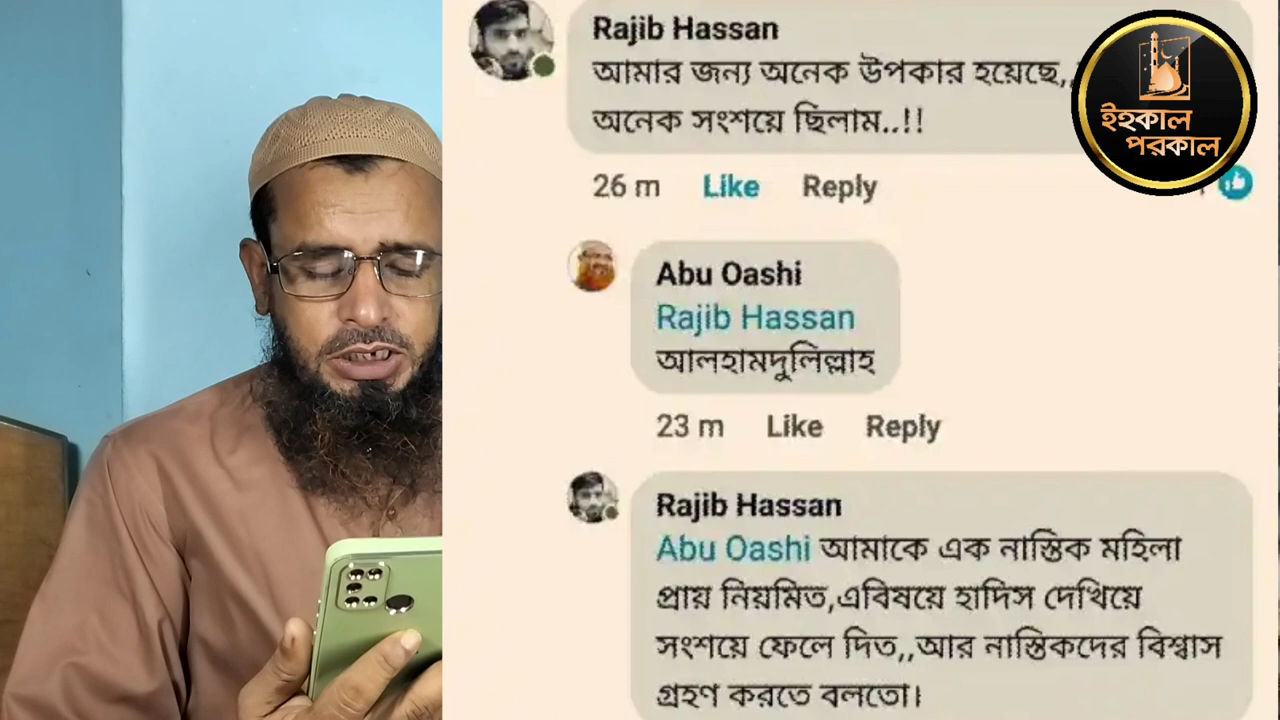 Rajib Hassan
আমার জন্য অনেক উপকার হয়েছে,,
অনেক সংশয়ে ছিলাম..!!
26 m Like Reply
ইহকাল
পরকাল
Abu Oashi
Rajib Hassan
আলহামদুলিল্লাহ
23 m Like Reply
Rajib Hassan
Abu Oashi আমাকে এক নাস্তিক মহিলা
প্রায় নিয়মিত,এবিষয়ে হাদিস দেখিয়ে
সংশয়ে ফেলে দিত,,আর নাস্তিকদের বিশ্বাস
গ্রহণ করতে বলতো।